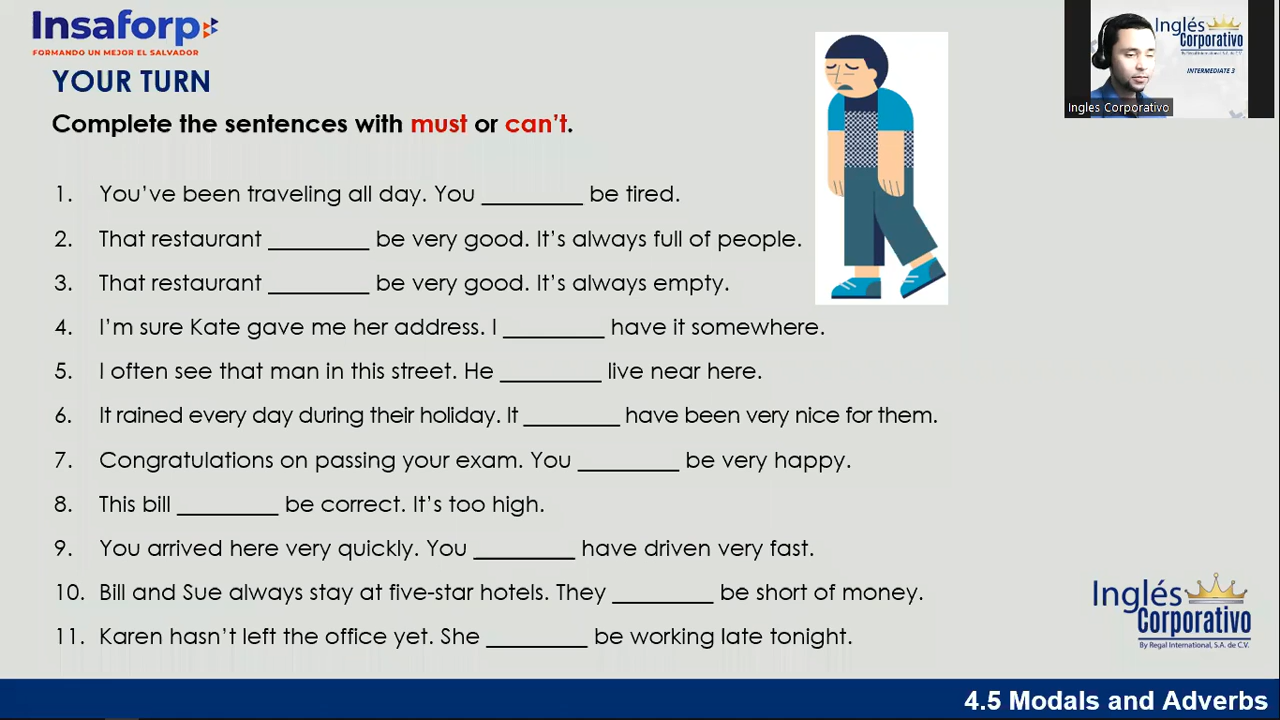 Insaforp
FORMANDO UN MEJOR EL SALVADOR
YOUR TURN
Complete the sentences with must or can't.
1. You've been traveling all day. You _________ be tired.
2. That restaurant _________ be very good. It's always full of people.
3. That restaurant _________ be very good. It's always empty.
4. I'm sure Kate gave me her address. I _________ have it somewhere.
5. I often see that man in this street. He _________ live near here.
6. It rained every day during their holiday. It _________ have been very nice for them.
7. Congratulations on passing your exam. You _________ be very happy.
8. This bill _________ be correct. It's too high.
9. You arrived here very quickly. You _________ have driven very fast.
10. Bill and Sue always stay at five-star hotels. They _________ be short of money.
11. Karen hasn't left the office yet. She _________ be working late tonight.
Inglés
Corporativo
By Regal International, S.A. de C.V.
INTERMEDIATE 3
Ingles Corporativo
Inglés
Corporativo
By Regal International, S.A. de C.V.
4.5 Modals and Adverbs